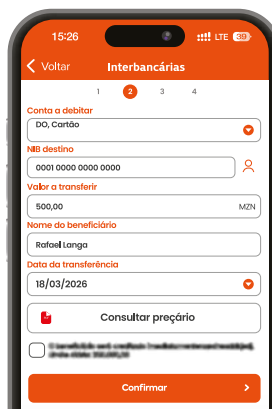 15:26 LTE 39
Voltar Interbancárias
1 2 3 4
Conta a debitar
DO, Cartão
NIB destino
0001 0000 0000 0000
Valor a transferir
500,00 MZN
Nome do beneficiário
Rafael Langa
Data da transferência
18/03/2026
Consultar preçário
Confirmar